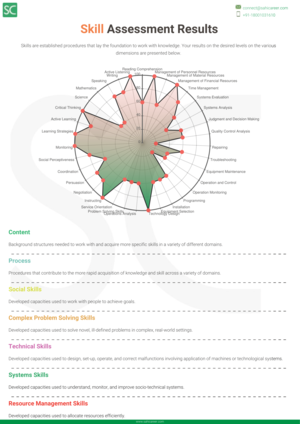 SC
Skill Assessment Results
Skills are established procedures that lay the foundation to work with knowledge. Your results on the desired levels on the various
dimensions are presented below.
Reading Comprehension
Active Listening
Writing
Speaking
Mathematics
Science
Critical Thinking
Active Learning
Learning Strategies
Monitoring
Social Perceptiveness
Coordination
Persuasion
Negotiation
Instructing
Service Orientation
Problem Solving Skills
Operations Analysis
Technology Design
Equipment Selection
Installation
Programming
Operation Monitoring
Operation and Control
Equipment Maintenance
Troubleshooting
Repairing
Quality Control Analysis
Judgment and Decision Making
Systems Analysis
Systems Evaluation
Time Management
Management of Financial Resources
Management of Material Resources
Management of Personnel Resources
Content
Background structures needed to work with and acquire more specific skills in a variety of different domains.
Process
Procedures that contribute to the more rapid acquisition of knowledge and skill across a variety of domains.
Social Skills
Developed capacities used to work with people to achieve goals.
Complex Problem Solving Skills
Developed capacities used to solve novel, ill-defined problems in complex, real-world settings
Technical Skills
Developed capacities used to design, set-up, operate, and correct malfunctions involving application of machines or technological systems.
Systems Skills
Developed capacities used to understand, monitor, and improve socio-technical systems
Resource Management Skills
Developed capacities used to allocate resources efficiently